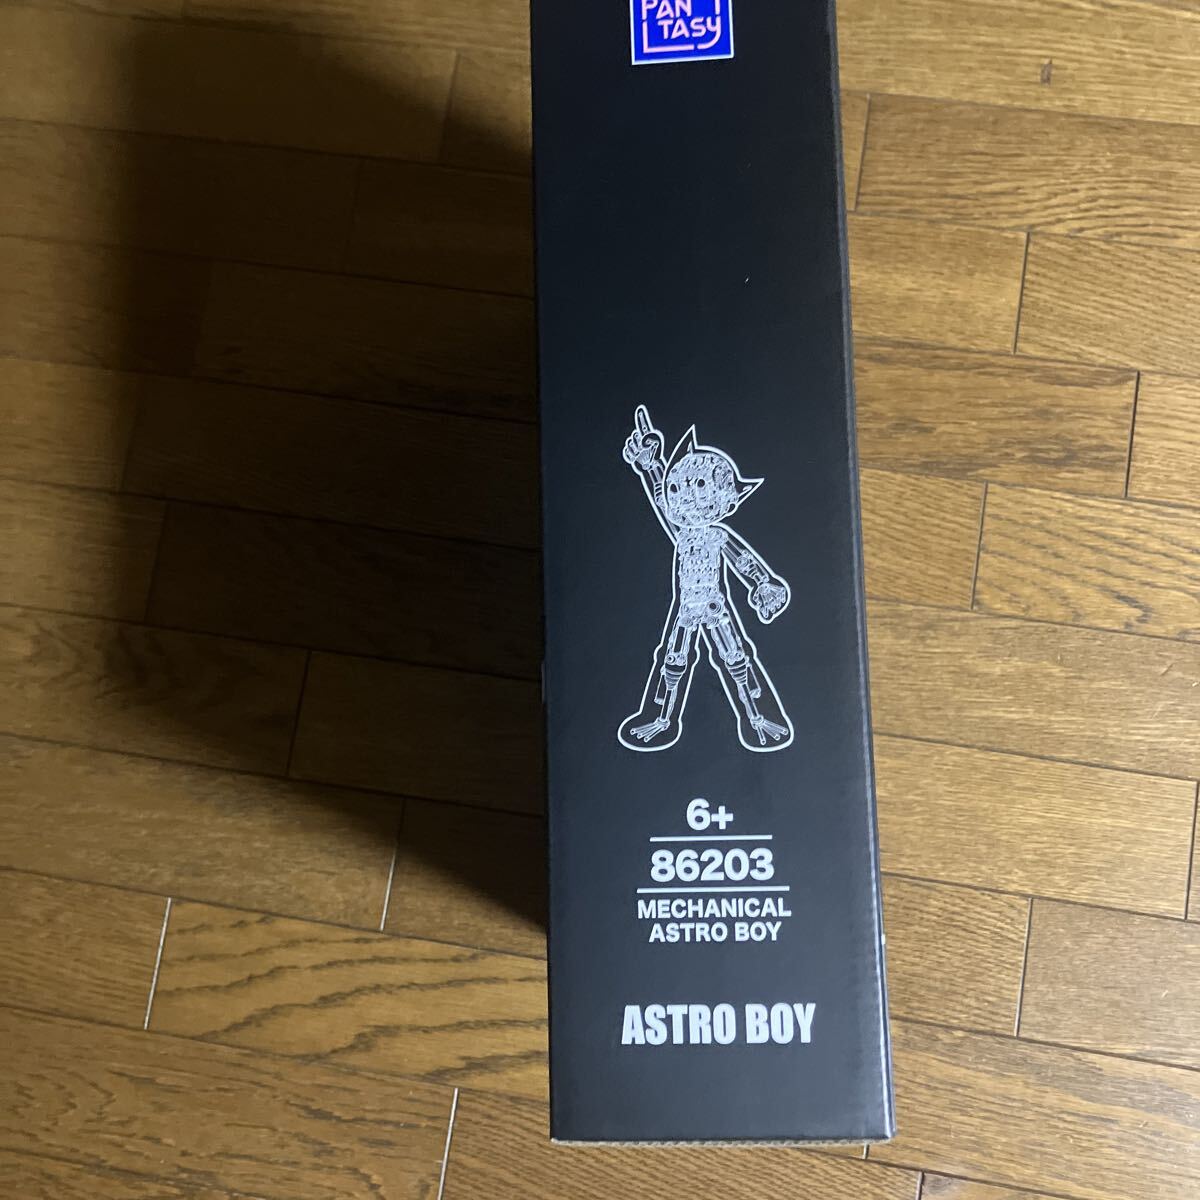 PAN
TASY
6+
86203
MECHANICAL
ASTRO BOY
ASTRO BOY